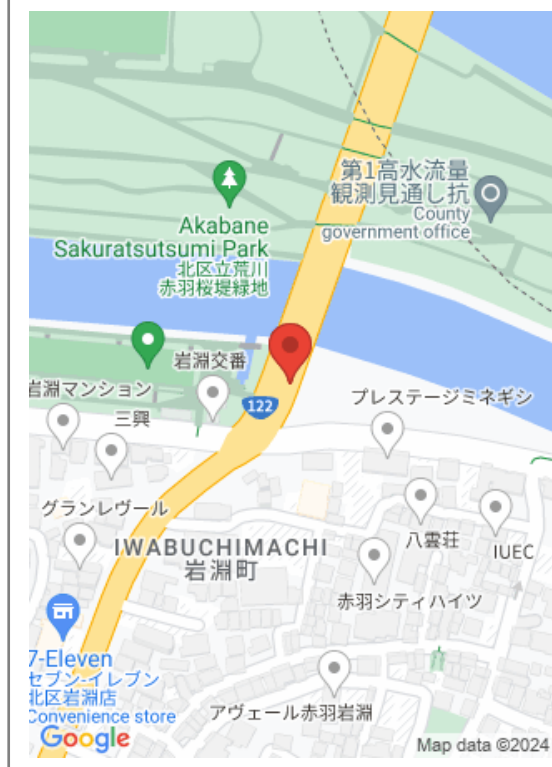 第1高水流量
観測見通し抗
County
government office
Akabane
Sakuratsutsumi Park
北区立荒川
赤羽桜堤緑地
岩淵交番
岩淵マンション
プレステージミネギシ
122
三興
グランレヴール
八雲荘
IUEC
IWABUCHIMACHI
岩淵町
赤羽シティハイツ
7-Eleven
セブン-イレブン
北区岩淵店
Convenience store
アヴェール赤羽岩淵
Google
Map data ©2024